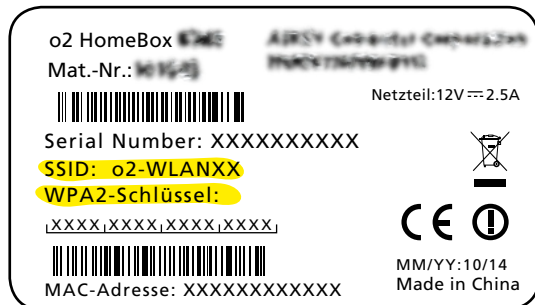 o2 HomeBox
Mat.-Nr.:
Netzteil:12V⎓2.5A
Serial Number: XXXXXXXXXX
SSID: o2-WLANXX
WPA2-Schlüssel:
XXXX XXXX XXXX XXXX
CE
MM/YY:10/14
MAC-Adresse: XXXXXXXXXXXX
Made in China